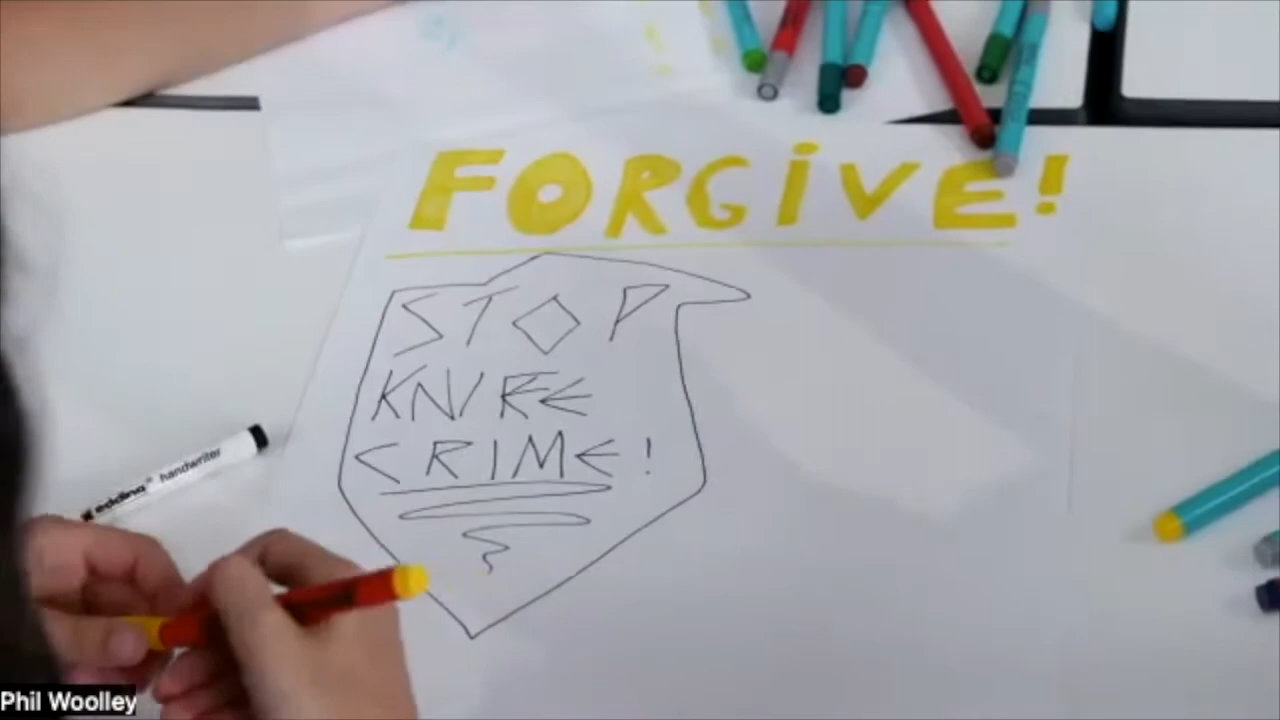 FORGiVE!
STOP
KNIFE
CRIME!
edding handwriter
Phil Woolley